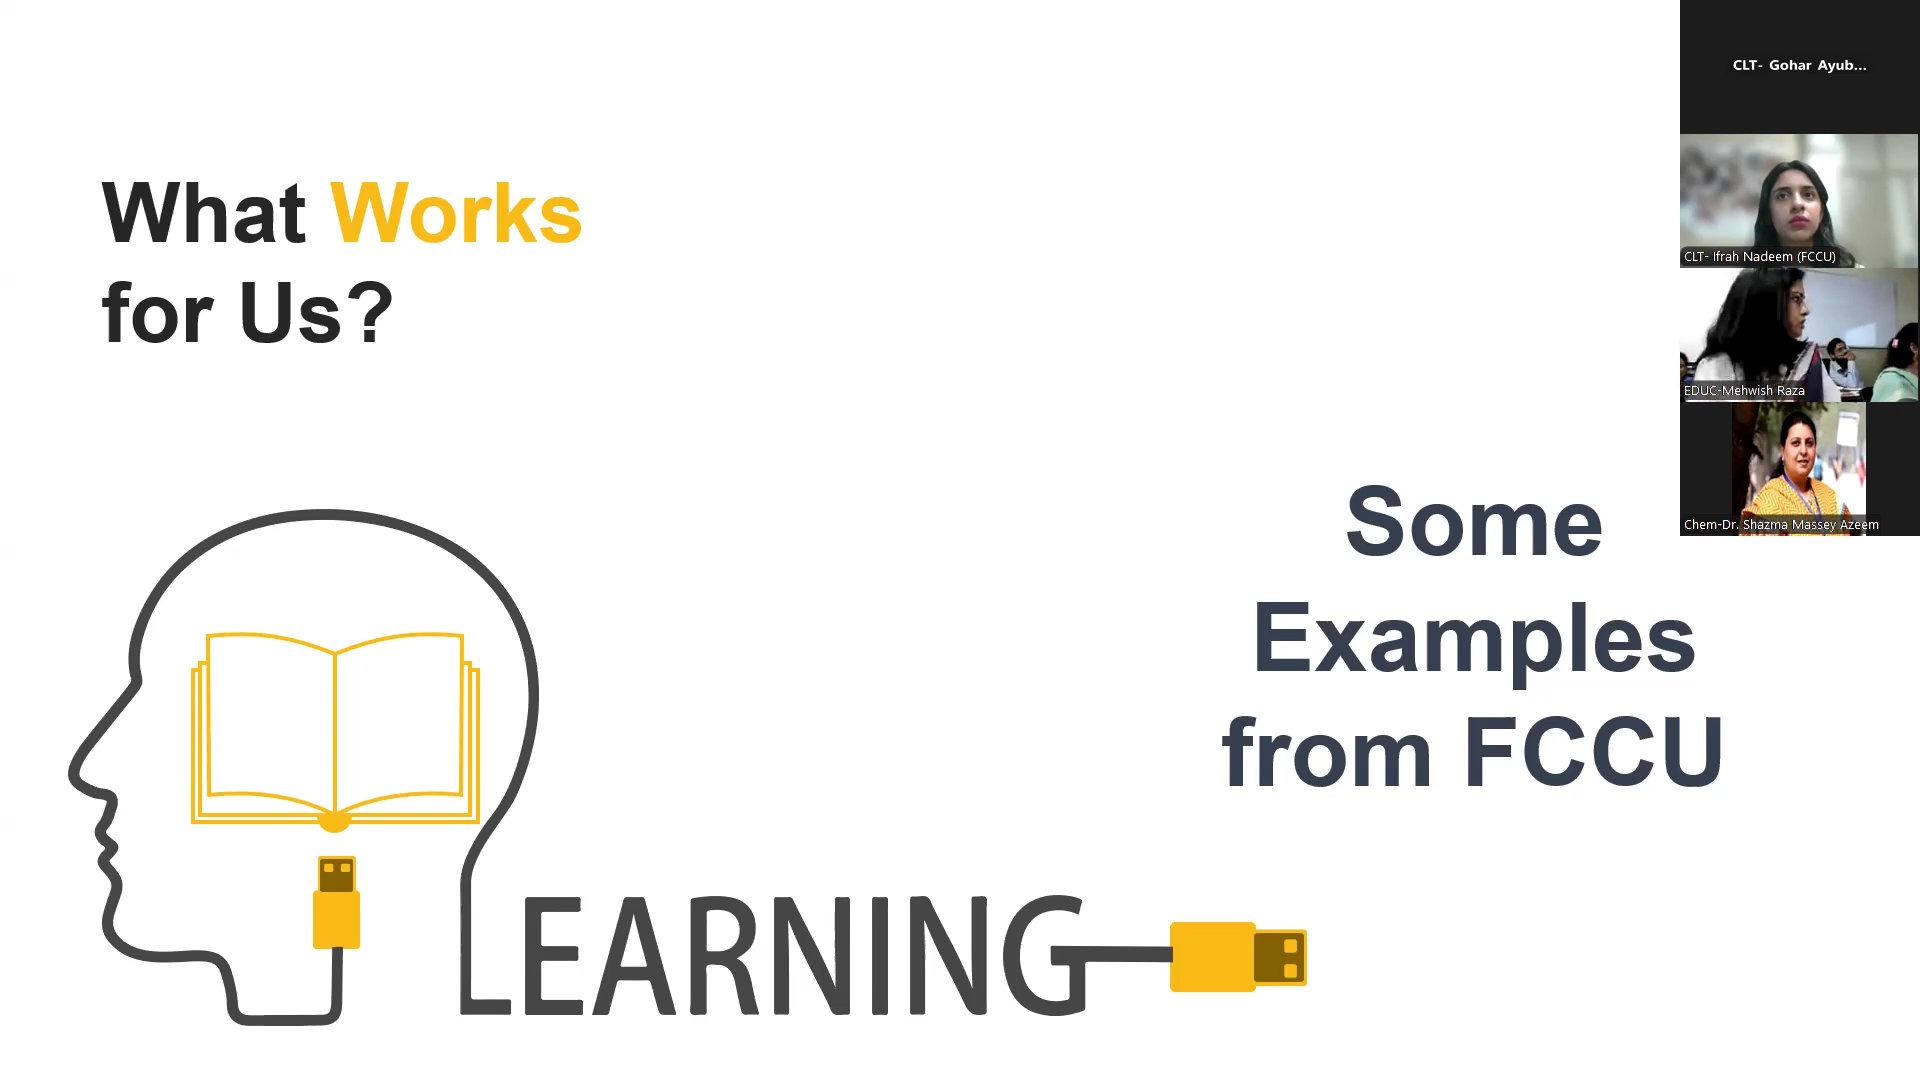 What Works
for Us?
Some
Examples
from FCCU
LEARNING
CLT- Gohar Ayub...
CLT- Ifrah Nadeem (FCCU)
EDUC-Mehwish Raza
Chem-Dr. Shazma Massey Azeem